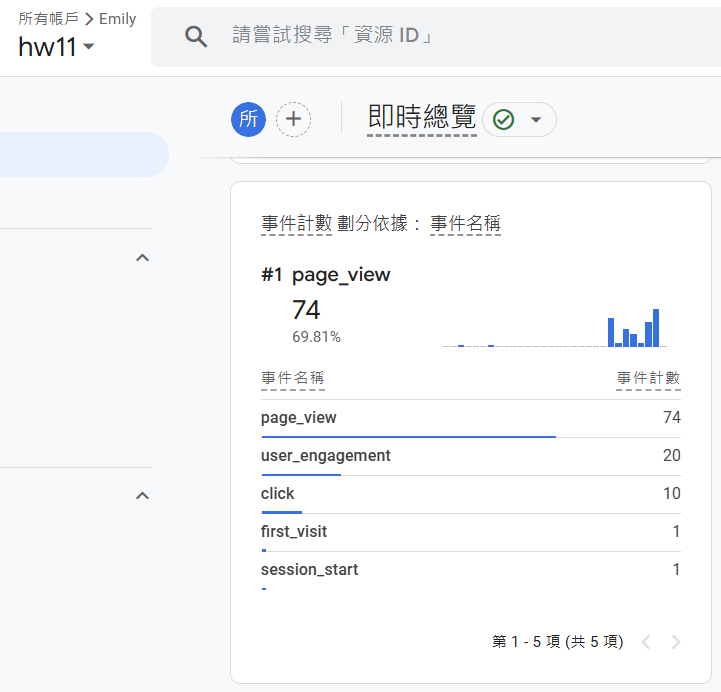 所有帳戶 > Emily
hw11
請嘗試搜尋「資源 ID」
所
即時總覽
事件計數 劃分依據： 事件名稱
#1 page_view
74
69.81%
事件名稱 事件計數
page_view 74
user_engagement 20
click 10
first_visit 1
session_start 1
第 1 - 5 項 (共 5 項)